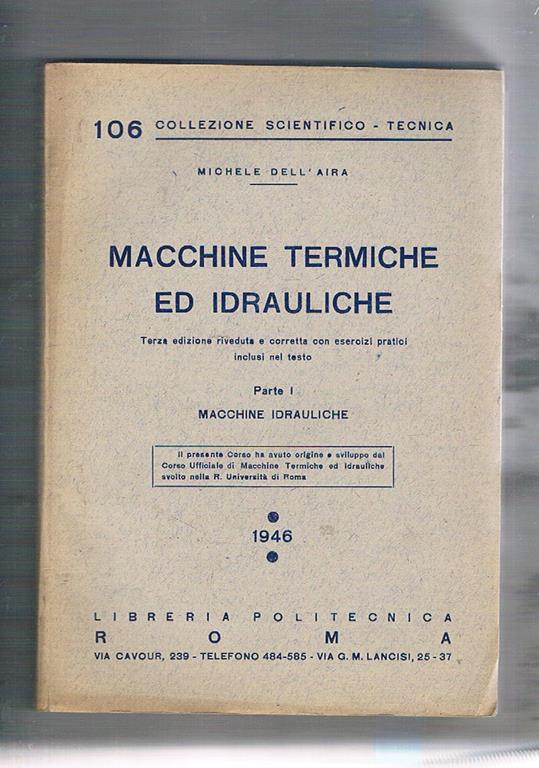 106 COLLEZIONE SCIENTIFICO - TECNICA
MICHELE DELL'AIRA
MACCHINE TERMICHE
ED IDRAULICHE
Terza edizione riveduta e corretta con esercizi pratici
inclusi nel testo
Parte I
MACCHINE IDRAULICHE
Il presente Corso ha avuto origine e sviluppo dal
Corso Ufficiale di Macchine Termiche ed Idrauliche
svolto nella R. Università di Roma
1946
LIBRERIA POLITECNICA
ROMA
VIA CAVOUR, 239 - TELEFONO 484-585 - VIA G. M. LANCISI, 25 - 37